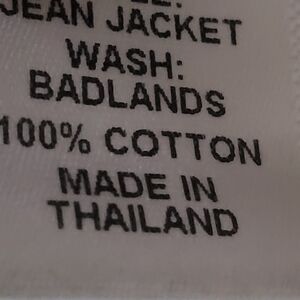 JEAN JACKET
WASH:
BADLANDS
100% COTTON
MADE IN
THAILAND